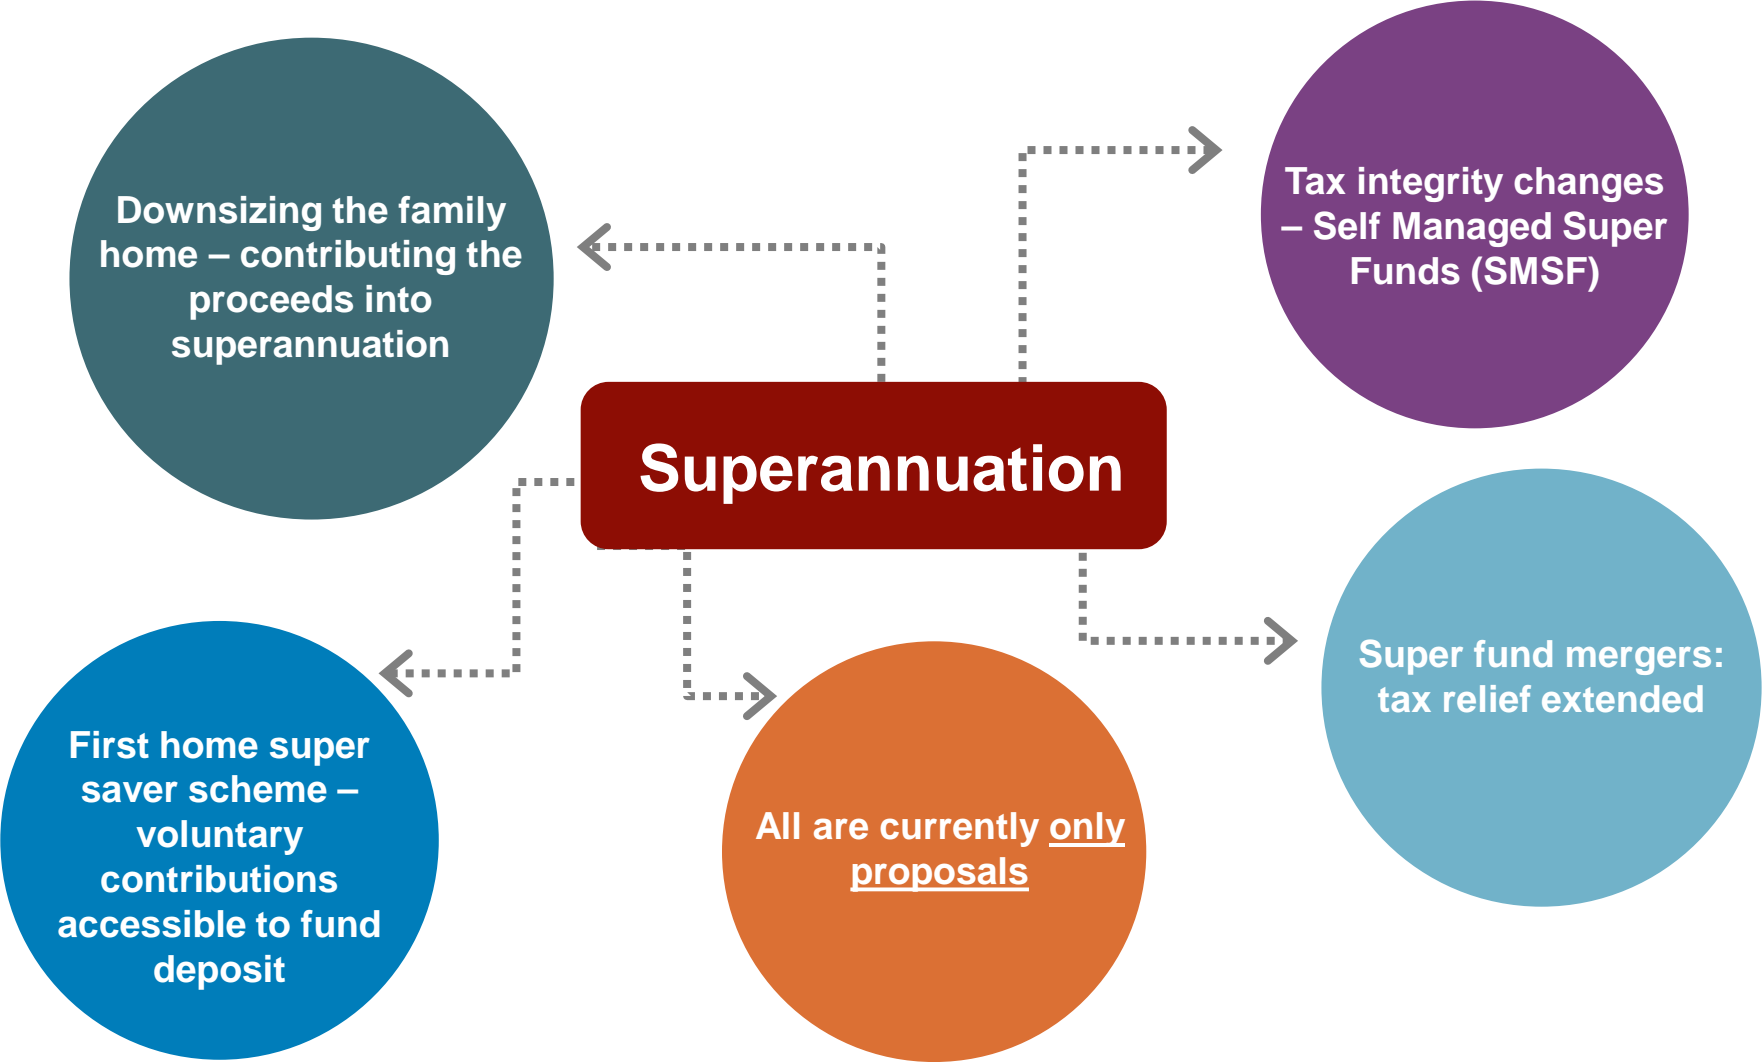 Downsizing the family
home – contributing the
proceeds into
superannuation
Tax integrity changes
– Self Managed Super
Funds (SMSF)
Superannuation
Super fund mergers:
tax relief extended
First home super
saver scheme –
voluntary
contributions
accessible to fund
deposit
All are currently only
proposals